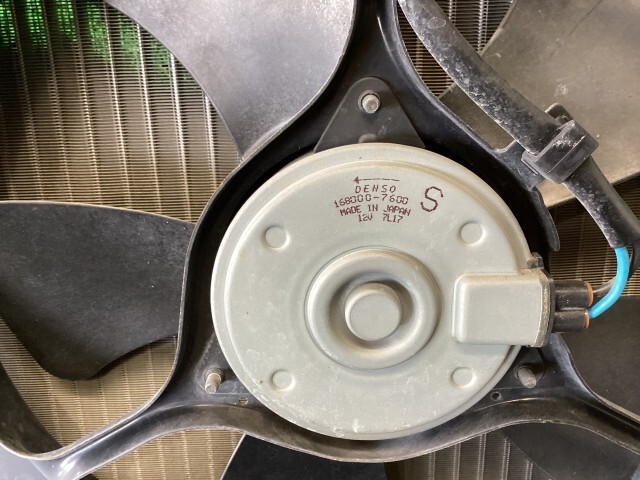 DENSO
168000-7600 S
MADE IN JAPAN
12V 7L17